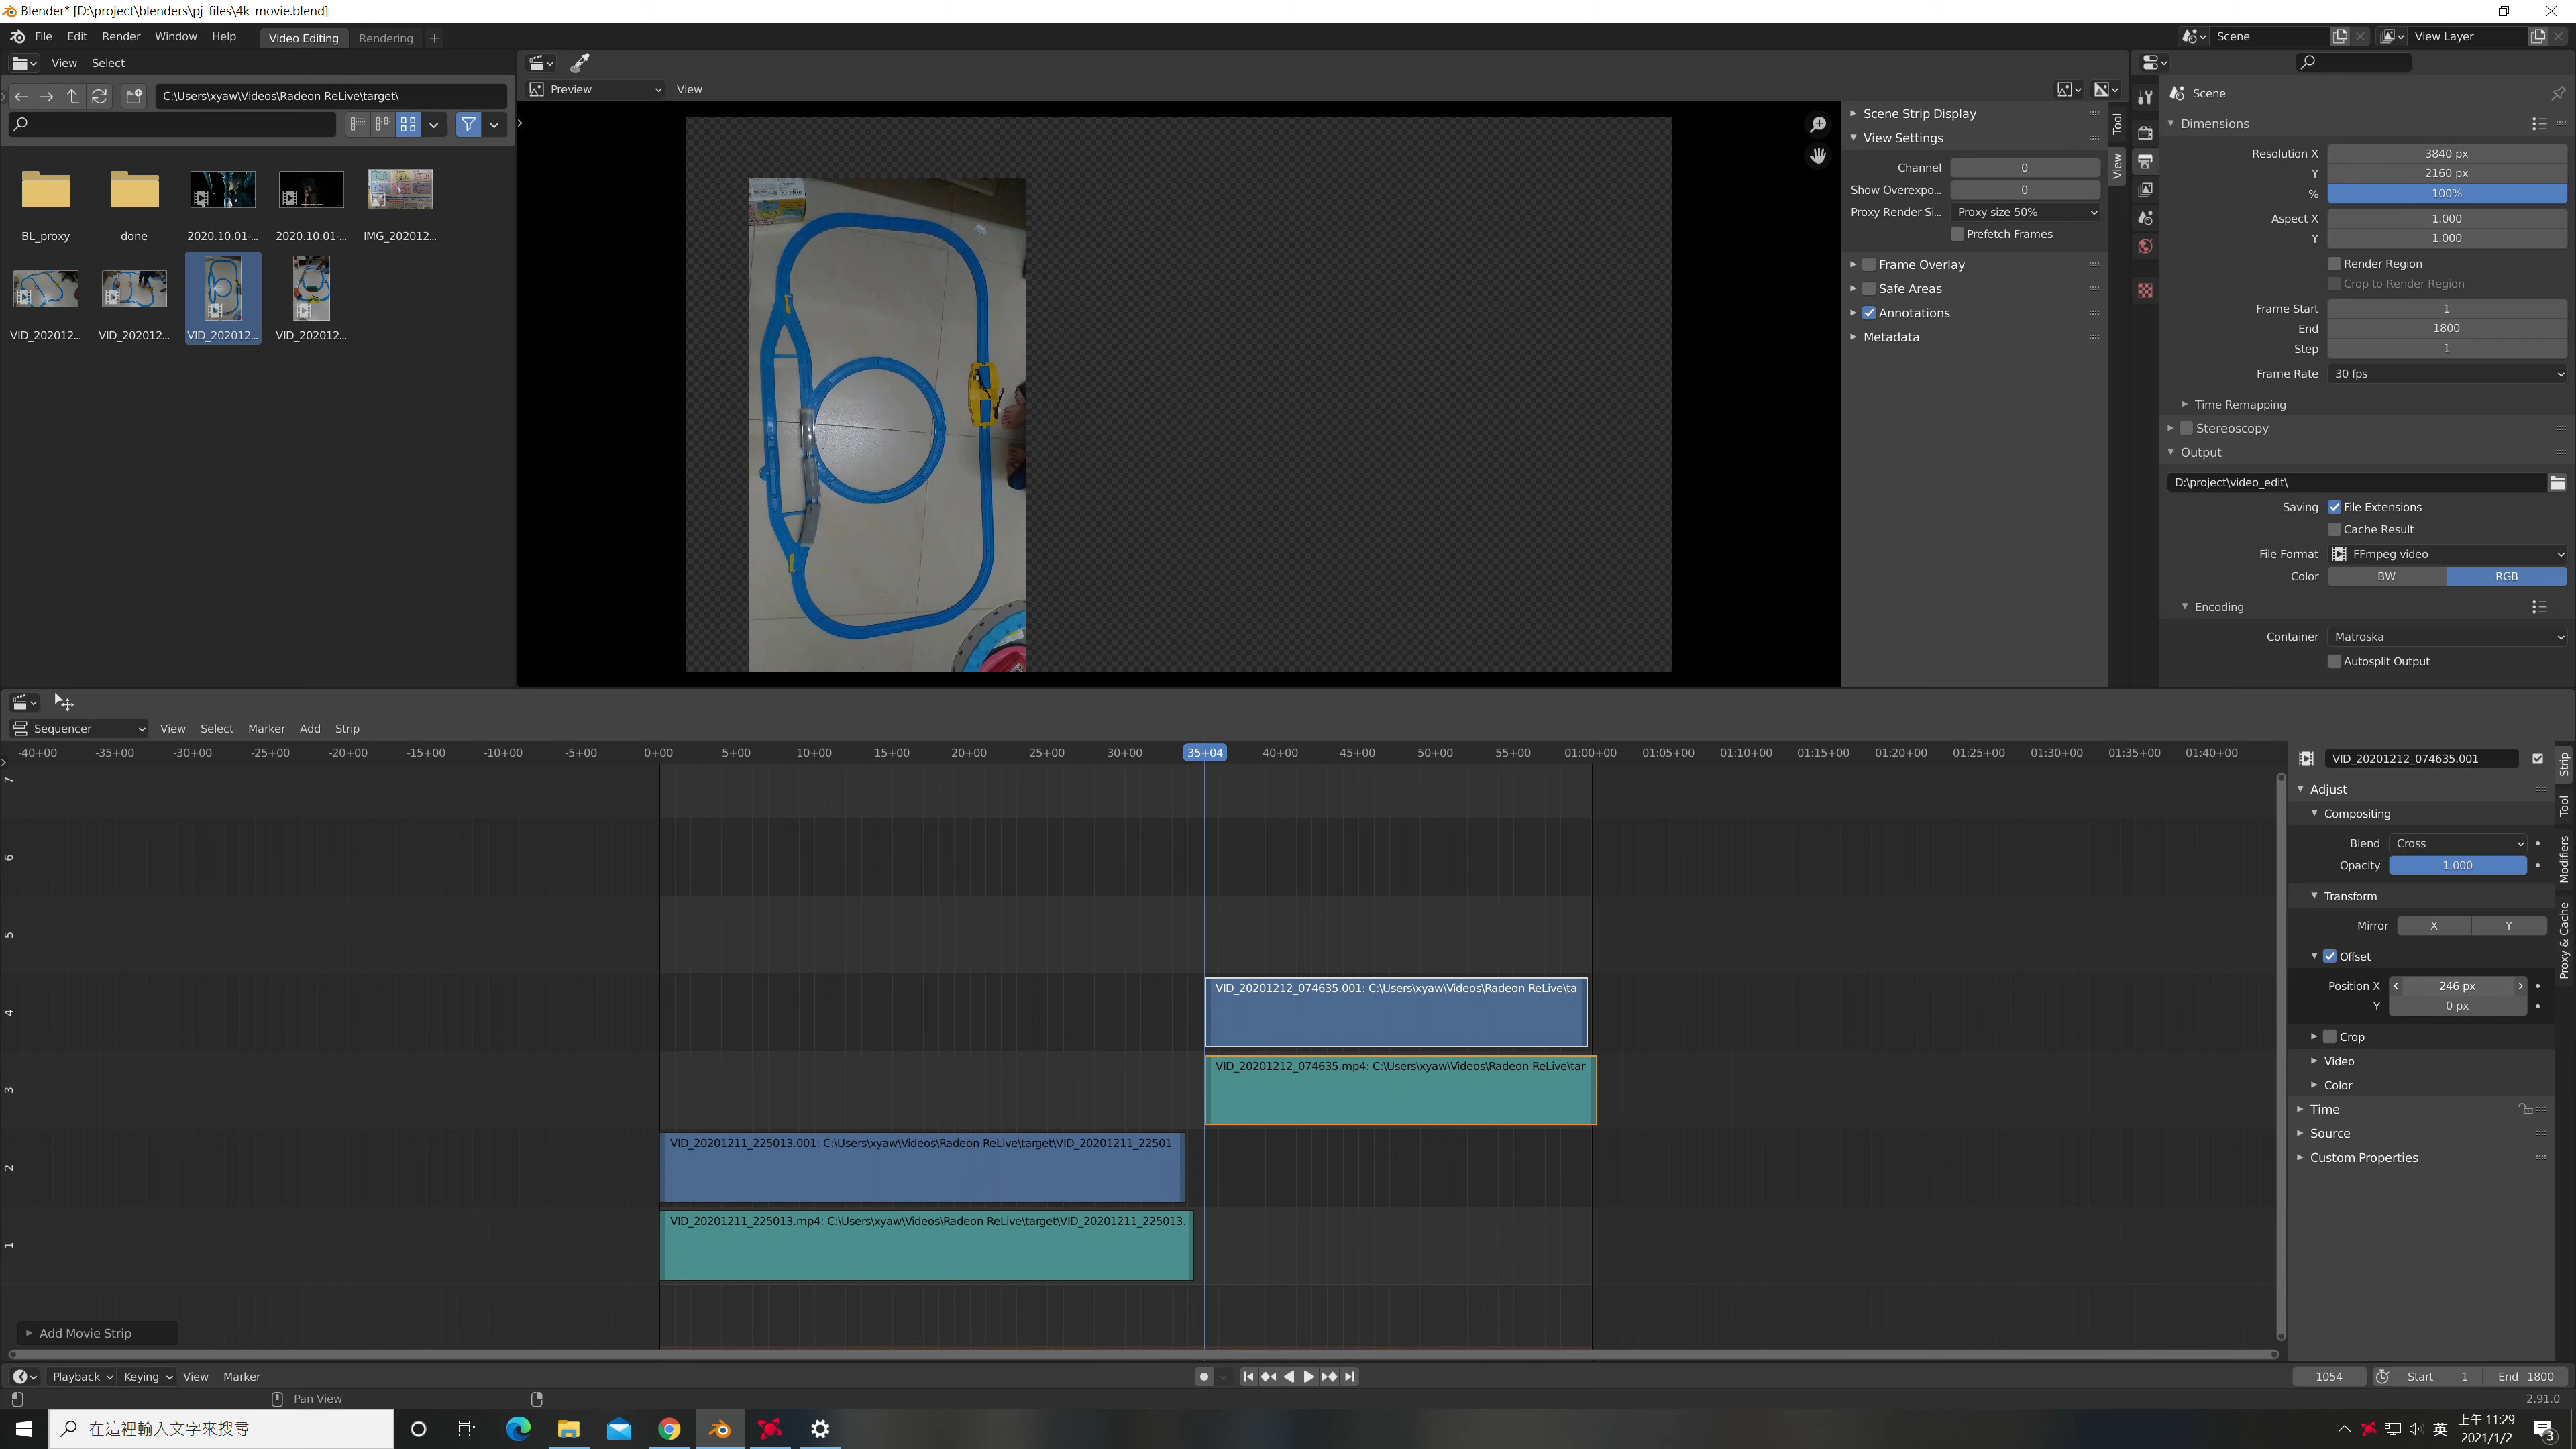 Blender* [D:\project\blenders\pj_files\4k_movie.blend]
File Edit Render Window Help Video Editing Rendering + Scene View Layer
View Select
C:\Users\xyaw\Videos\Radeon ReLive\target\
BL_proxy done 2020.10.01-... 2020.10.01-... IMG_202012...
VID_202012... VID_202012... VID_202012... VID_202012...
Preview View
Scene Strip Display
View Settings
Channel 0
Show Overexpo... 0
Proxy Render Si... Proxy size 50%
Prefetch Frames
Frame Overlay
Safe Areas
Annotations
Metadata
Tool
View
Scene
Dimensions
Resolution X 3840 px
Y 2160 px
% 100%
Aspect X 1.000
Y 1.000
Render Region
Crop to Render Region
Frame Start 1
End 1800
Step 1
Frame Rate 30 fps
Time Remapping
Stereoscopy
Output
D:\project\video_edit\
Saving File Extensions
Cache Result
File Format FFmpeg video
Color BW RGB
Encoding
Container Matroska
Autosplit Output
Sequencer View Select Marker Add Strip
-40+00 -35+00 -30+00 -25+00 -20+00 -15+00 -10+00 -5+00 0+00 5+00 10+00 15+00 20+00 25+00 30+00 35+04 40+00 45+00 50+00 55+00 01:00+00 01:05+00 01:10+00 01:15+00 01:20+00 01:25+00 01:30+00 01:35+00 01:40+00
7
6
5
4
3
2
1
VID_20201212_074635.001: C:\Users\xyaw\Videos\Radeon ReLive\ta
VID_20201212_074635.mp4: C:\Users\xyaw\Videos\Radeon ReLive\tar
VID_20201211_225013.001: C:\Users\xyaw\Videos\Radeon ReLive\target\VID_20201211_22501
VID_20201211_225013.mp4: C:\Users\xyaw\Videos\Radeon ReLive\target\VID_20201211_225013.
Add Movie Strip
VID_20201212_074635.001
Adjust
Compositing
Blend Cross
Opacity 1.000
Transform
Mirror X Y
Offset
Position X 246 px
Y 0 px
Crop
Video
Color
Time
Source
Custom Properties
Strip
Tool
Modifiers
Proxy & Cache
Playback Keying View Marker 1054 Start 1 End 1800
Pan View 2.91.0
在這裡輸入文字來搜尋 英 上午 11:29
2021/1/2 3